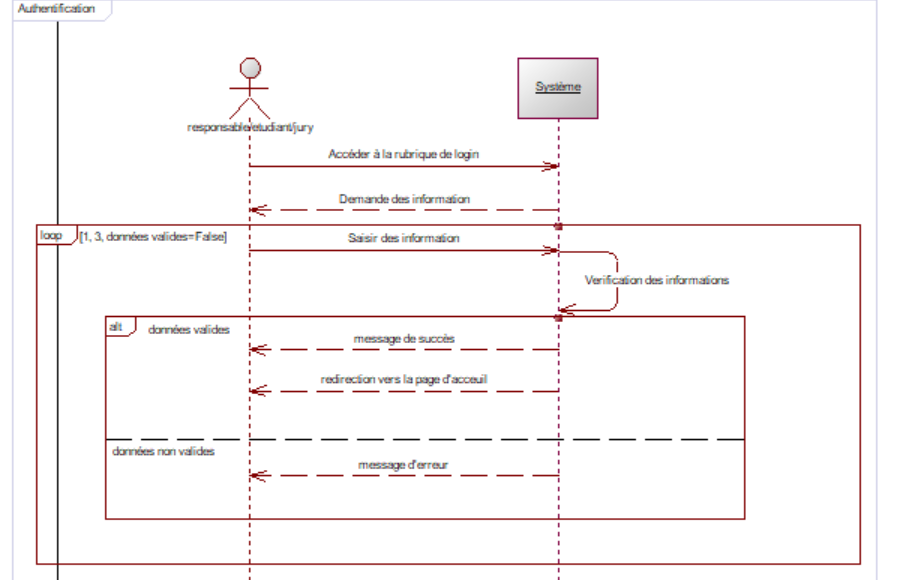 Authentification
Système
responsable/etudiant/jury
Accéder à la rubrique de login
Demande des information
loop [1, 3, données valides=False]
Saisir des information
Verification des informations
alt données valides
message de succès
redirection vers la page d'acceuil
données non valides
message d'erreur